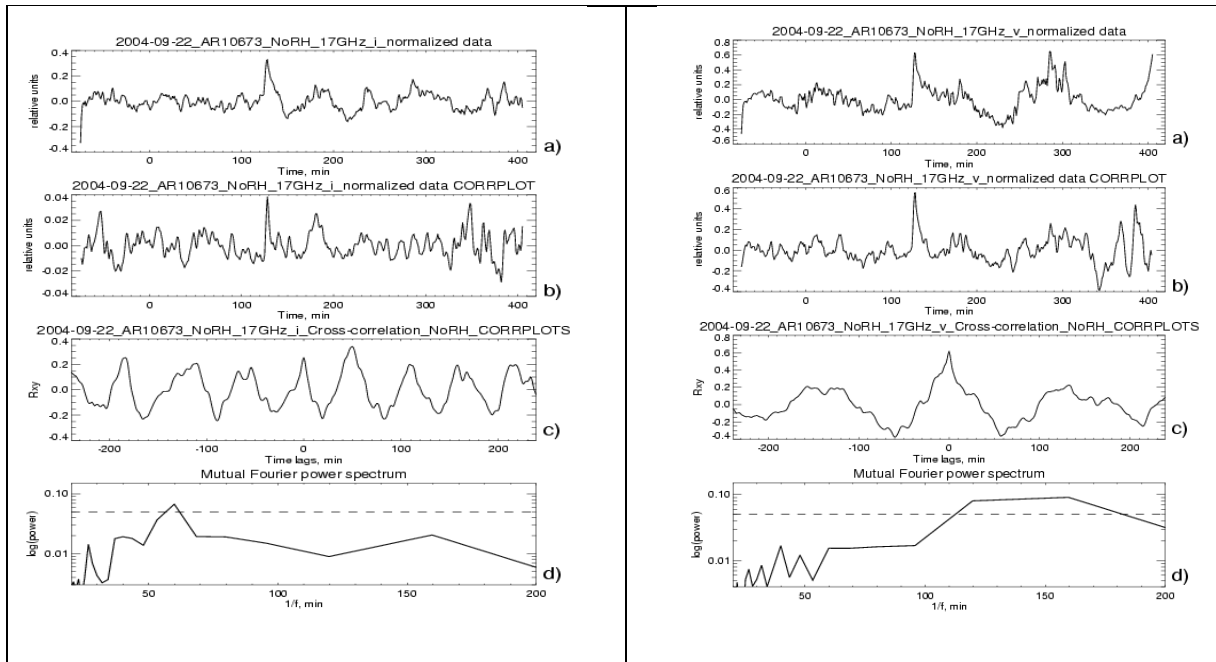 2004-09-22_AR10673_NoRH_17GHz_i_normalized data
0.4
0.2
0.0
-0.2
-0.4
relative units
0 100 200 300 400
Time, min
a)
2004-09-22_AR10673_NoRH_17GHz_i_normalized data CORRPLOT
0.04
0.02
0.00
-0.02
-0.04
relative units
0 100 200 300 400
Time, min
b)
2004-09-22_AR10673_NoRH_17GHz_i_Cross-correlation_NoRH_CORRPLOTS
0.4
0.2
0.0
-0.2
-0.4
Rxy
-200 -100 0 100 200
Time lags, min
c)
Mutual Fourier power spectrum
0.10
0.01
log(power)
50 100 150 200
1/f, min
d)
2004-09-22_AR10673_NoRH_17GHz_v_normalized data
0.8
0.6
0.4
0.2
0.0
-0.2
-0.4
-0.6
relative units
0 100 200 300 400
Time, min
a)
2004-09-22_AR10673_NoRH_17GHz_v_normalized data CORRPLOT
0.6
0.4
0.2
0.0
-0.2
-0.4
relative units
0 100 200 300 400
Time, min
b)
2004-09-22_AR10673_NoRH_17GHz_v_Cross-correlation_NoRH_CORRPLOTS
0.8
0.6
0.4
0.2
0.0
-0.2
-0.4
Rxy
-200 -100 0 100 200
Time lags, min
c)
Mutual Fourier power spectrum
0.10
0.01
log(power)
50 100 150 200
1/f, min
d)